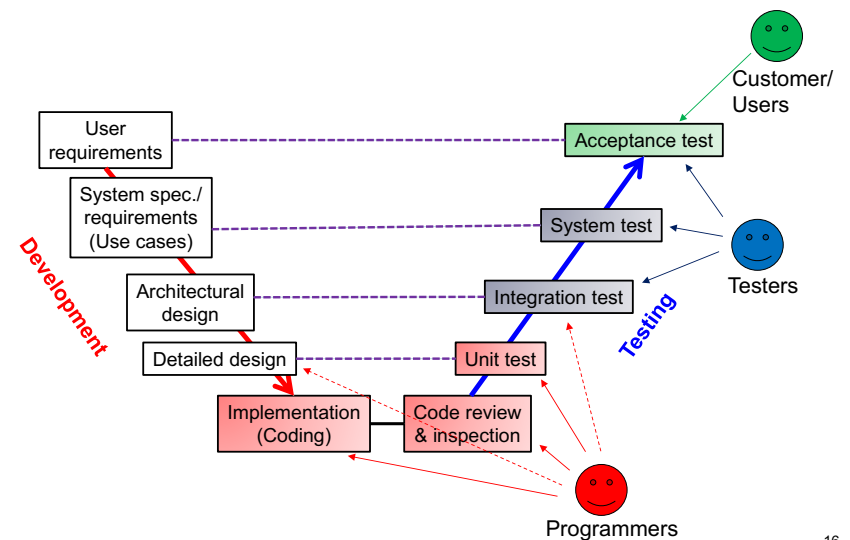 Customer/
Users
User
requirements
Acceptance test
System spec./
requirements
(Use cases)
System test
Development
Testers
Architectural
design
Integration test
Testing
Detailed design
Unit test
Implementation
(Coding)
Code review
& inspection
Programmers
16